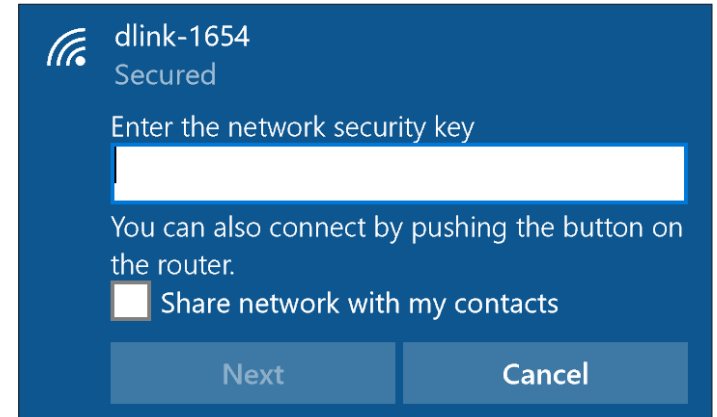 dlink-1654
Secured
Enter the network security key
You can also connect by pushing the button on
the router.
Share network with my contacts
Next
Cancel